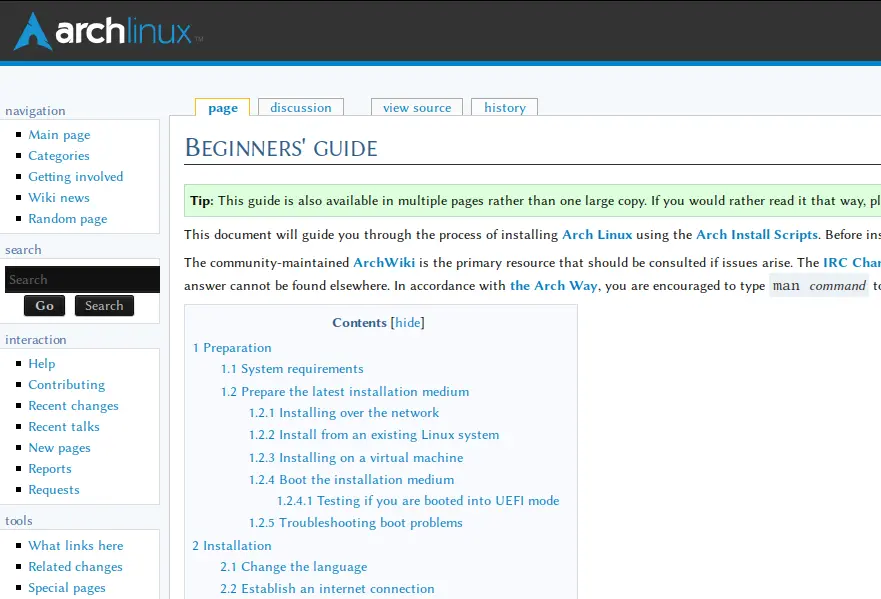 archlinux™
page discussion view source history
navigation
Main page
Categories
Getting involved
Wiki news
Random page
search
Search
Go Search
interaction
Help
Contributing
Recent changes
Recent talks
New pages
Reports
Requests
tools
What links here
Related changes
Special pages
BEGINNERS' GUIDE
Tip: This guide is also available in multiple pages rather than one large copy. If you would rather read it that way, pl
This document will guide you through the process of installing Arch Linux using the Arch Install Scripts. Before ins
The community-maintained ArchWiki is the primary resource that should be consulted if issues arise. The IRC Char
answer cannot be found elsewhere. In accordance with the Arch Way, you are encouraged to type man command to
Contents [hide]
1 Preparation
1.1 System requirements
1.2 Prepare the latest installation medium
1.2.1 Installing over the network
1.2.2 Install from an existing Linux system
1.2.3 Installing on a virtual machine
1.2.4 Boot the installation medium
1.2.4.1 Testing if you are booted into UEFI mode
1.2.5 Troubleshooting boot problems
2 Installation
2.1 Change the language
2.2 Establish an internet connection